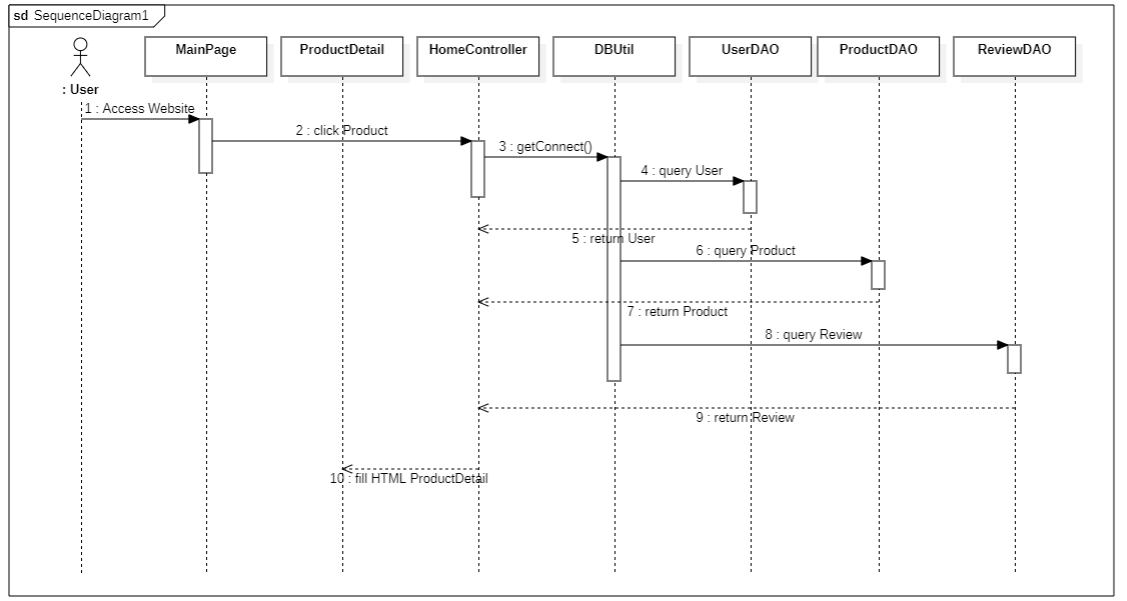 sd SequenceDiagram1
MainPage
ProductDetail
HomeController
DBUtil
UserDAO
ProductDAO
ReviewDAO
: User
1 : Access Website
2 : click Product
3 : getConnect()
4 : query User
5 : return User
6 : query Product
7 : return Product
8 : query Review
9 : return Review
10 : fill HTML ProductDetail